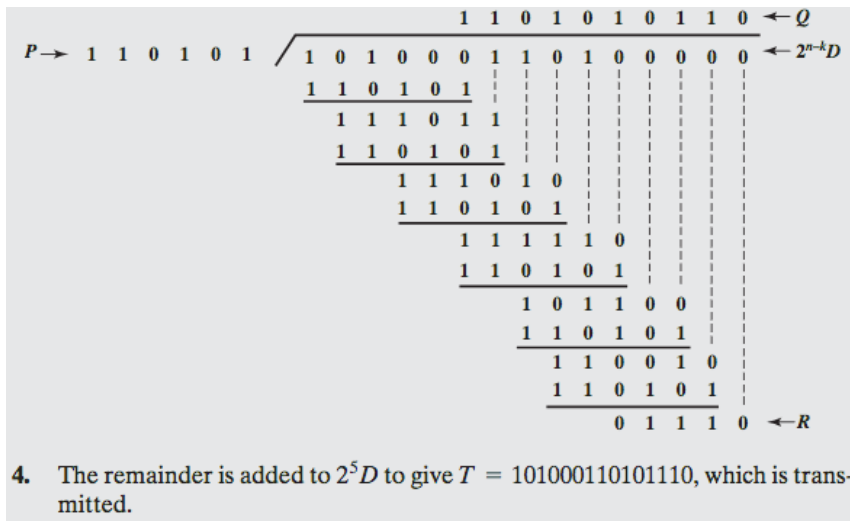 1 1 0 1 0 1 0 1 1 0 ←Q
P→ 1 1 0 1 0 1 / 1 0 1 0 0 0 1 1 0 1 0 0 0 0 0 ←2ⁿ⁻ᵏD
1 1 0 1 0 1
1 1 1 0 1 1
1 1 0 1 0 1
1 1 1 0 1 0
1 1 0 1 0 1
1 1 1 1 1 0
1 1 0 1 0 1
1 0 1 1 0 0
1 1 0 1 0 1
1 1 0 0 1 0
1 1 0 1 0 1
0 1 1 1 0 ←R
4. The remainder is added to 2⁵D to give T = 101000110101110, which is trans-
mitted.